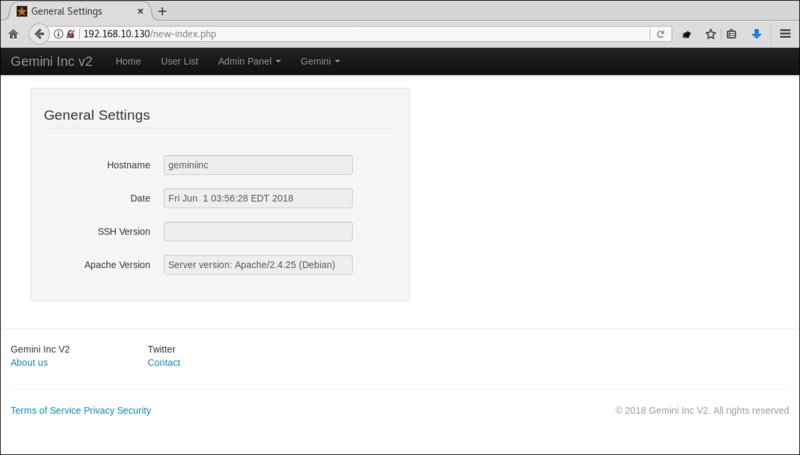 General Settings
192.168.10.130/new-index.php
Gemini Inc v2 Home User List Admin Panel Gemini
General Settings
Hostname geminiinc
Date Fri Jun  1 03:56:28 EDT 2018
SSH Version
Apache Version Server version: Apache/2.4.25 (Debian)
Gemini Inc V2 Twitter
About us Contact
Terms of Service Privacy Security © 2018 Gemini Inc V2. All rights reserved